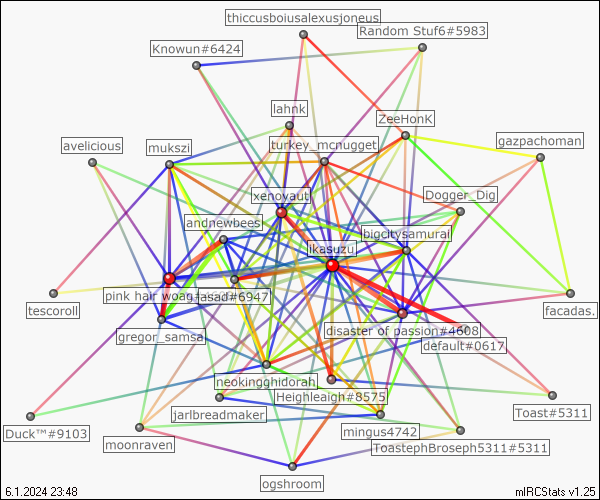 thiccusboiusalexusjoneus
Random Stuf6#5983
Knowun#6424
lahnk
ZeeHonK
avelicious
mukszi
turkey_mcnugget
gazpachoman
xenoyaut
Dogger_Dig
andnewbees
bigcitysamurai
ikasuzu
pink hair woag
asad#6947
tescoroll
facadas.
gregor_samsa
disaster of passion#4608
default#0617
neokingghidorah
Heighleaigh#8575
jarlbreadmaker
Toast#5311
Duck™#9103
mingus4742
moonraven
ToastephBroseph5311#5311
ogshroom
6.1.2024 23:48
mIRCStats v1.25